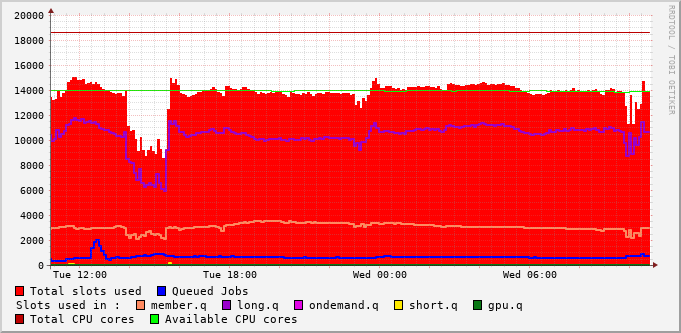 20000
18000
16000
14000
12000
10000
8000
6000
4000
2000
0
Tue 12:00 Tue 18:00 Wed 00:00 Wed 06:00
RRDTOOL / TOBI OETIKER
Total slots used Queued Jobs
Slots used in : member.q long.q ondemand.q short.q gpu.q
Total CPU cores Available CPU cores